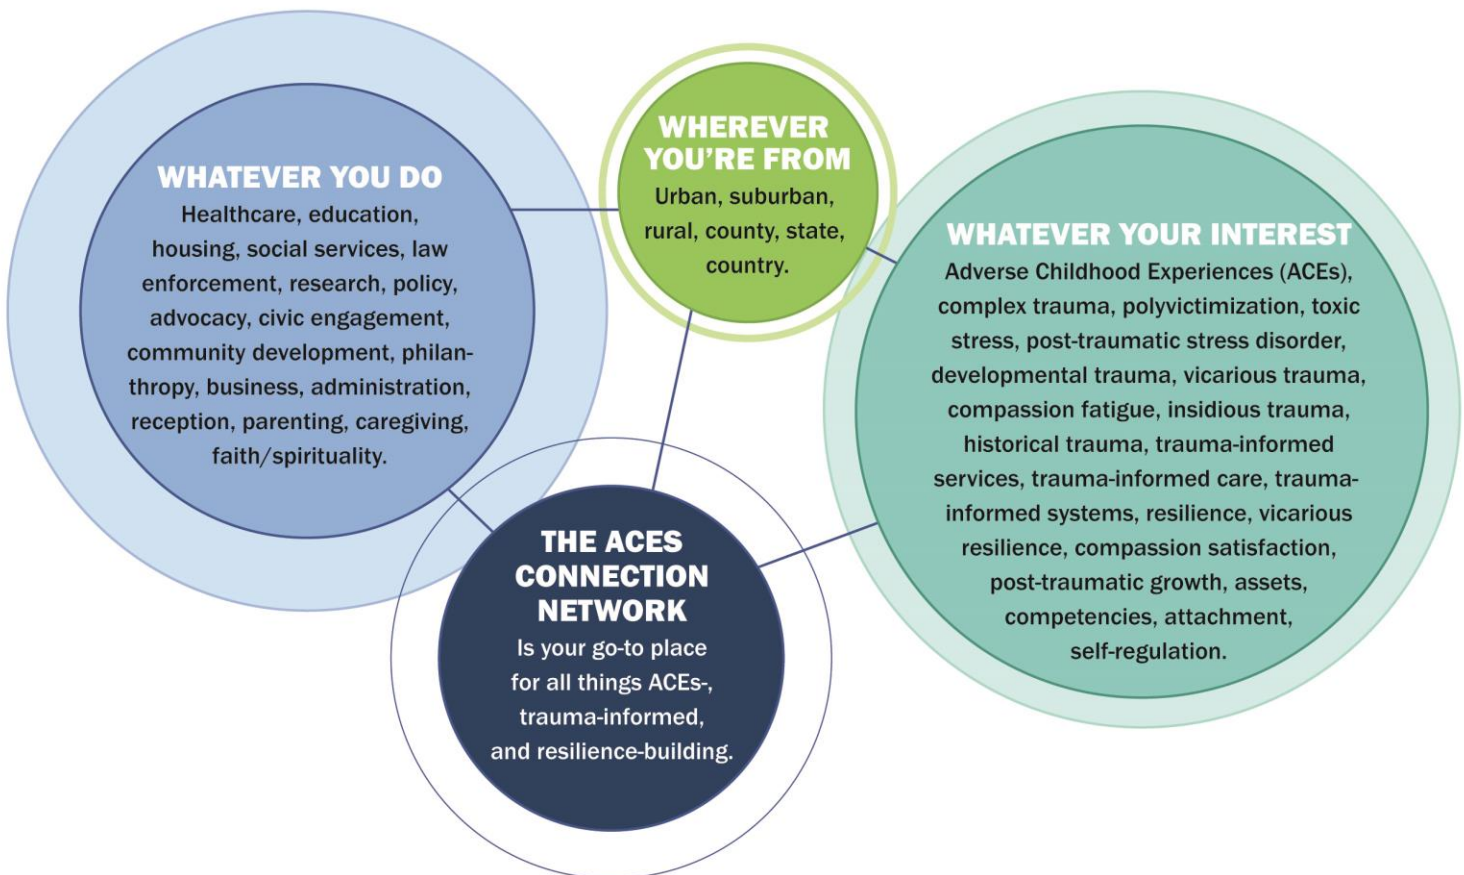 WHATEVER YOU DO
Healthcare, education,
housing, social services, law
enforcement, research, policy,
advocacy, civic engagement,
community development, philan-
thropy, business, administration,
reception, parenting, caregiving,
faith/spirituality.
WHEREVER
YOU'RE FROM
Urban, suburban,
rural, county, state,
country.
WHATEVER YOUR INTEREST
Adverse Childhood Experiences (ACEs),
complex trauma, polyvictimization, toxic
stress, post-traumatic stress disorder,
developmental trauma, vicarious trauma,
compassion fatigue, insidious trauma,
historical trauma, trauma-informed
services, trauma-informed care, trauma-
informed systems, resilience, vicarious
resilience, compassion satisfaction,
post-traumatic growth, assets,
competencies, attachment,
self-regulation.
THE ACES
CONNECTION
NETWORK
Is your go-to place
for all things ACEs-,
trauma-informed,
and resilience-building.